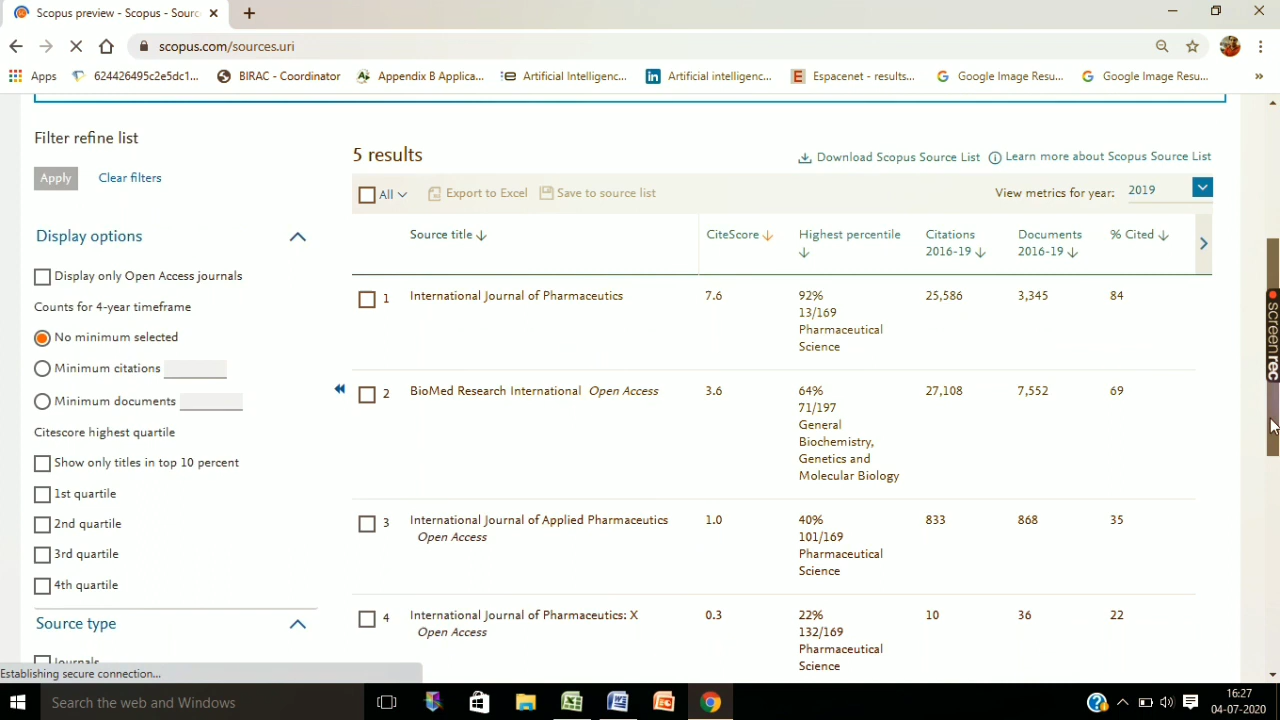 Scopus preview - Scopus - Sourc
scopus.com/sources.uri
Apps 624426495c2e5dc1... BIRAC - Coordinator Appendix B Applica... Artificial Intelligenc... Artificial intelligenc... Espacenet - results... Google Image Resu... Google Image Resu... »
Filter refine list
Apply Clear filters
Display options
Display only Open Access journals
Counts for 4-year timeframe
No minimum selected
Minimum citations
Minimum documents
Citescore highest quartile
Show only titles in top 10 percent
1st quartile
2nd quartile
3rd quartile
4th quartile
Source type
Journals
5 results
Download Scopus Source List Learn more about Scopus Source List
All Export to Excel Save to source list View metrics for year: 2019
Source title CiteScore Highest percentile Citations 2016-19 Documents 2016-19 % Cited
1 International Journal of Pharmaceutics 7.6 92% 25,586 3,345 84
13/169
Pharmaceutical
Science
2 BioMed Research International Open Access 3.6 64% 27,108 7,552 69
71/197
General
Biochemistry,
Genetics and
Molecular Biology
3 International Journal of Applied Pharmaceutics 1.0 40% 833 868 35
Open Access 101/169
Pharmaceutical
Science
4 International Journal of Pharmaceutics: X 0.3 22% 10 36 22
Open Access 132/169
Pharmaceutical
Science
screenrec
Establishing secure connection...
Search the web and Windows
16:27
04-07-2020